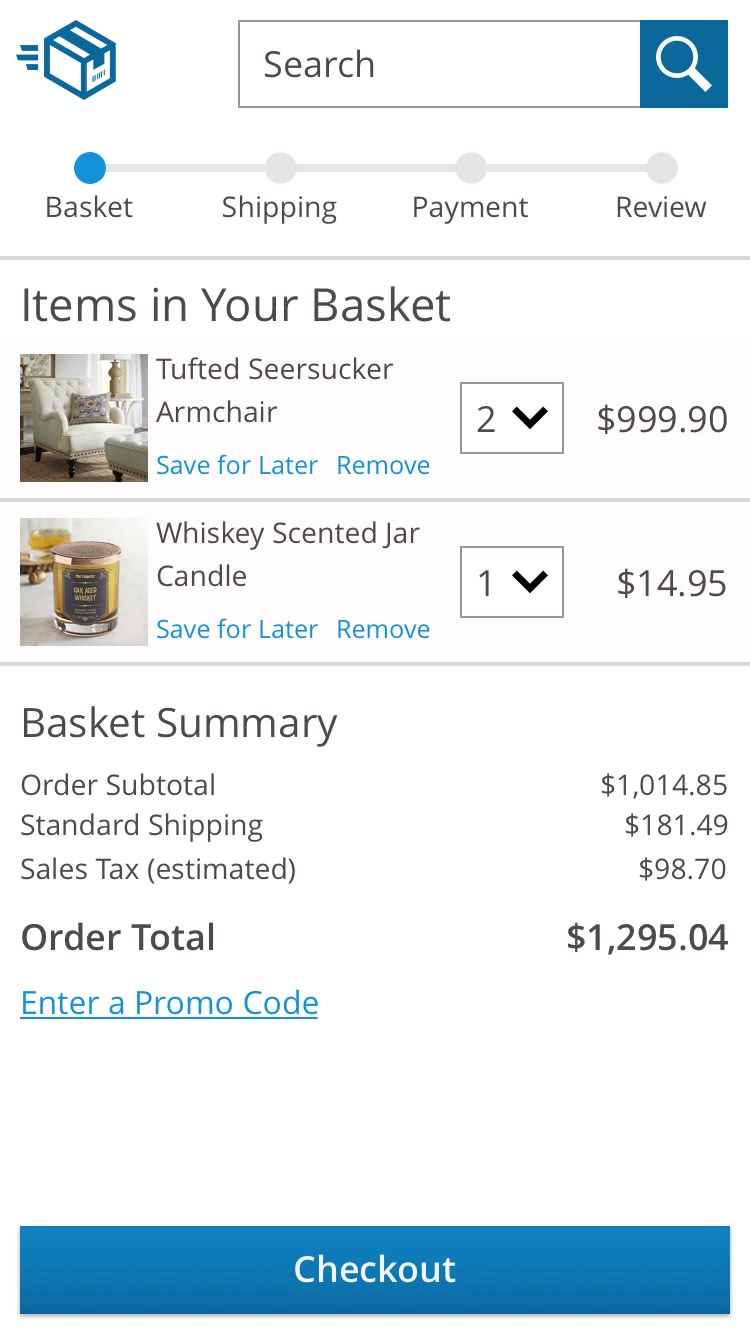 Search
Basket Shipping Payment Review
Items in Your Basket
Tufted Seersucker
Armchair
2 $999.90
Save for Later Remove
Whiskey Scented Jar
Candle
1 $14.95
OAK AGED
WHISKEY
Save for Later Remove
Basket Summary
Order Subtotal $1,014.85
Standard Shipping $181.49
Sales Tax (estimated) $98.70
Order Total $1,295.04
Enter a Promo Code
Checkout